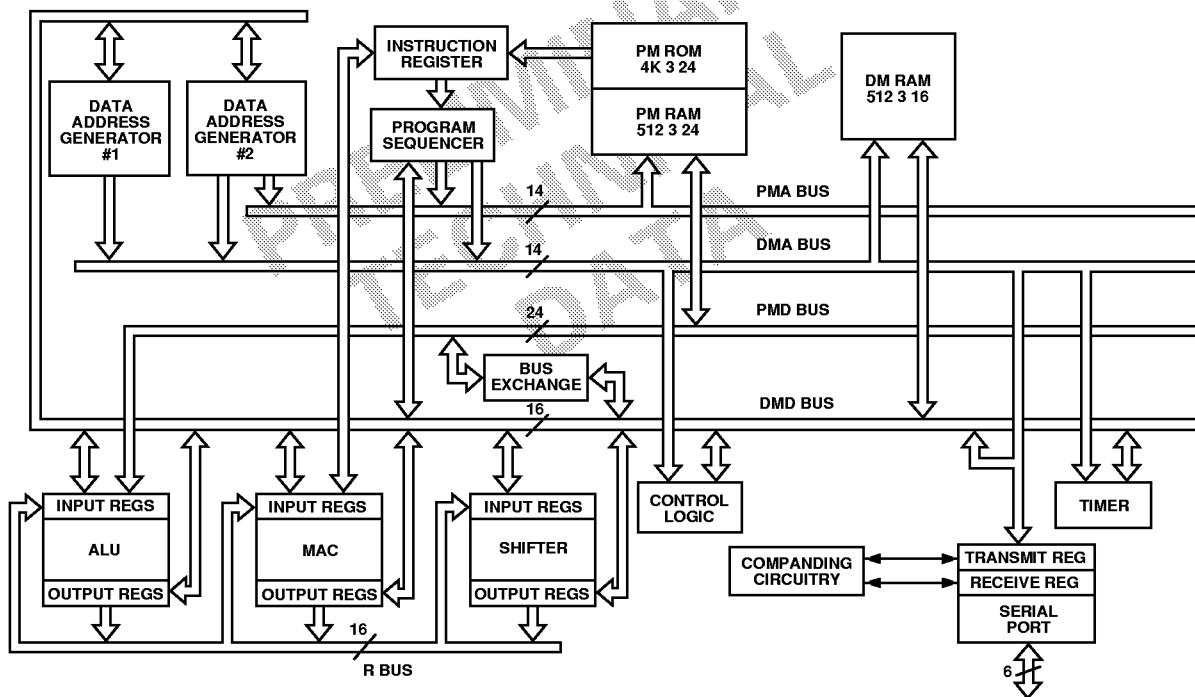 PRELIMINARY
TECHNICAL
DATA
INSTRUCTION
REGISTER
PM ROM
4K 3 24
PM RAM
512 3 24
DM RAM
512 3 16
DATA
ADDRESS
GENERATOR
#1
DATA
ADDRESS
GENERATOR
#2
PROGRAM
SEQUENCER
14
PMA BUS
14
DMA BUS
24
PMD BUS
BUS
EXCHANGE
16
DMD BUS
INPUT REGS
ALU
OUTPUT REGS
INPUT REGS
MAC
OUTPUT REGS
INPUT REGS
SHIFTER
OUTPUT REGS
CONTROL
LOGIC
TIMER
COMPANDING
CIRCUITRY
TRANSMIT REG
RECEIVE REG
SERIAL
PORT
16
R BUS
6